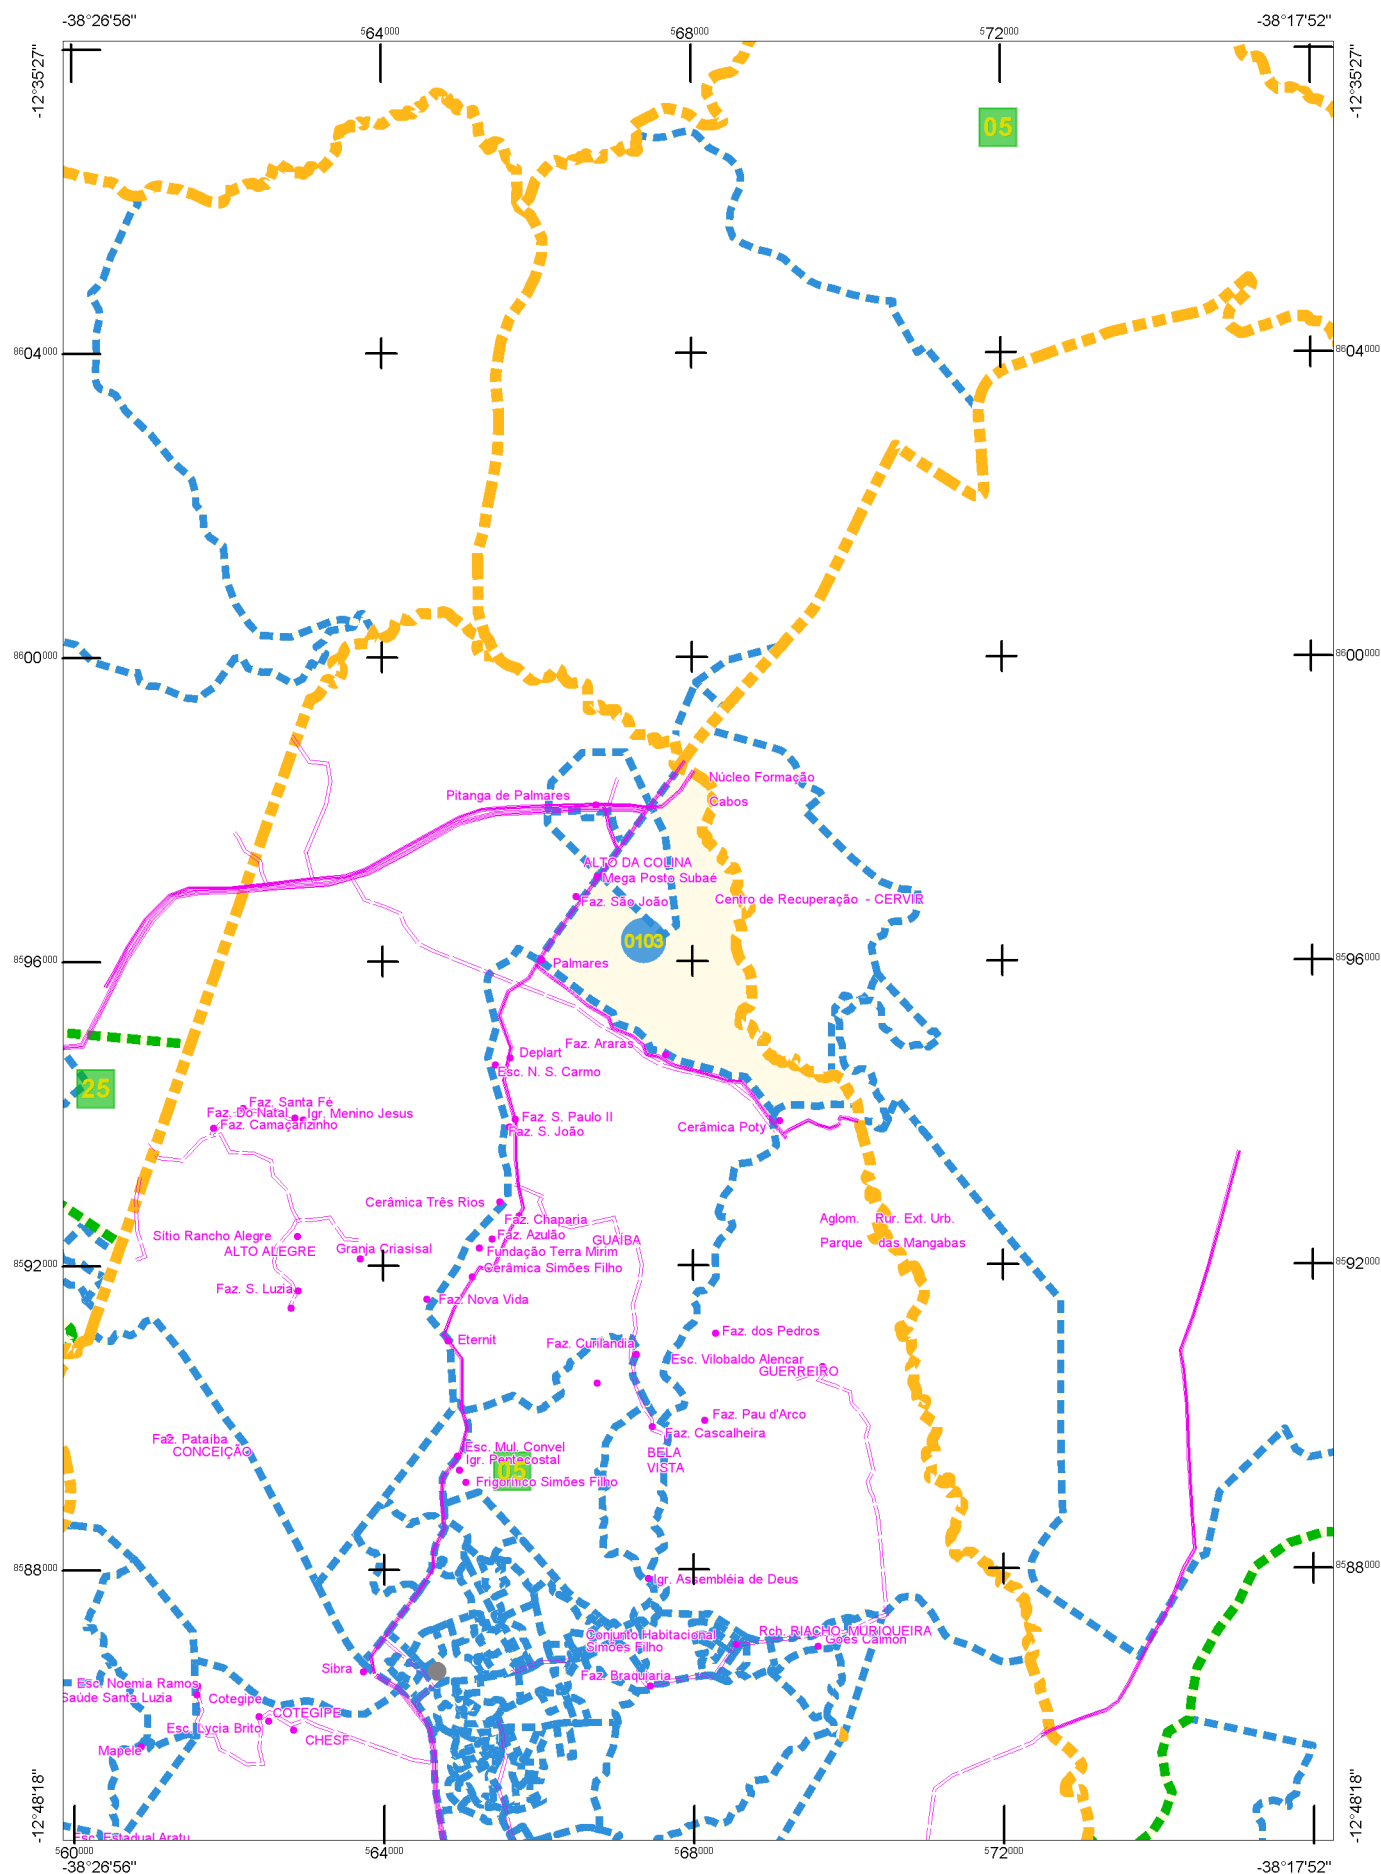 -38°26'56"
-38°17'52"
564000
568000
572000
-12°35'27"
-12°35'27"
05
8604000
8604000
8600000
8600000
Núcleo Formação
Cabos
Pitanga de Palmares
ALTO DA COLINA
Mega Posto Subaé
Faz. São João
Centro de Recuperação - CERVIR
0103
8596000
Palmares
8596000
Faz. Araras
Deplart
Esc. N. S. Carmo
25
Faz. Santa Fé
Faz. Do Natal
Igr. Menino Jesus
Faz. Camaçarizinho
Faz. S. Paulo II
Faz. S. João
Cerâmica Poty
Cerâmica Três Rios
Faz. Chaparia
Faz. Azulão
Aglom. Rur. Ext. Urb.
Parque das Mangabas
Sítio Rancho Alegre
ALTO ALEGRE
Granja Criasisal
GUAIBA
Fundação Terra Mirim
Cerâmica Simões Filho
8592000
8592000
Faz. S. Luzia
Faz. Nova Vida
Eternit
Faz. dos Pedros
Faz. Curilandia
Esc. Vilobaldo Alencar
GUERREIRO
Faz. Pau d'Arco
Faz. Cascalheira
Faz. Pataíba
CONCEIÇÃO
Esc. Mul. Convel
Igr. Pentecostal
BELA
VISTA
05
Frigorífico Simões Filho
8588000
8588000
Igr. Assembléia de Deus
Conjunto Habitacional
Simões Filho
Rch. RIACHO- MURIQUEIRA
Goes Calmon
Sibra
Faz. Braquiaria
Esc. Noemia Ramos
Saúde Santa Luzia
Cotegipe
COTEGIPE
Esc. Lycia Brito
CHESF
Mapele
-12°48'18"
-12°48'18"
Esc. Estadual Aratu
560000
564000
568000
572000
-38°26'56"
-38°17'52"